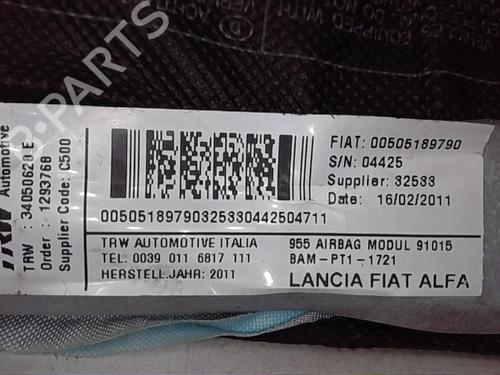 TRW Automotive
TRW : 34050620 E
Order : 1293768
Supplier Code: C500
FIAT: 00505189790
S/N: 04425
Supplier: 32533
Date: 16/02/2011
00505189790325330442504711
TRW AUTOMOTIVE ITALIA
TEL: 0039 011 6817 111
HERSTELL.JAHR: 2011
955 AIRBAG MODUL 91015
BAM-PT1-1721
LANCIA FIAT ALFA
PARTS